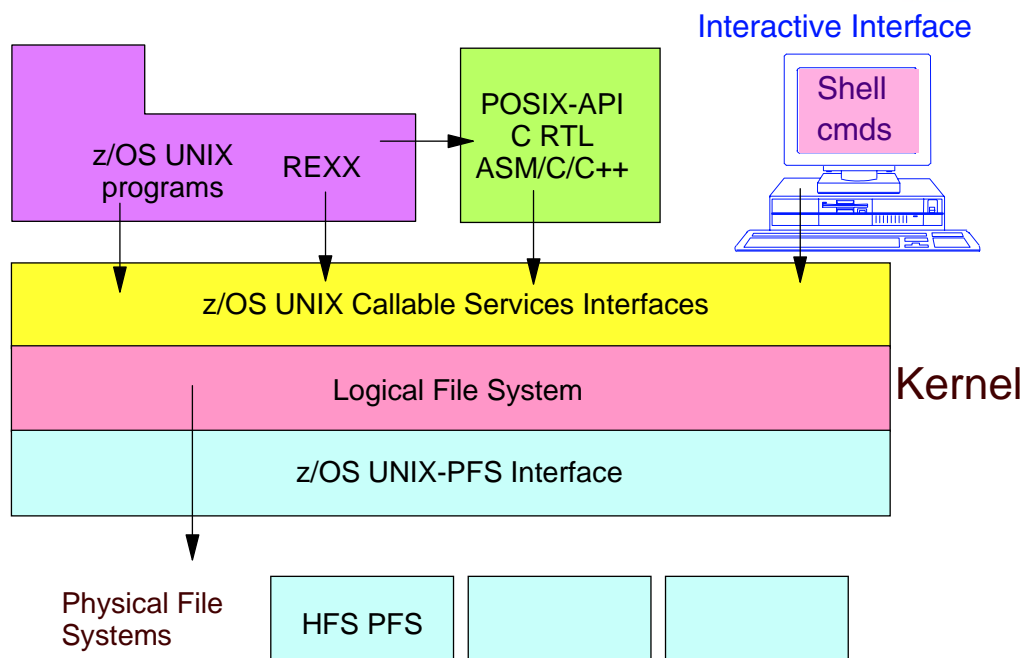 Interactive Interface
z/OS UNIX
programs
REXX
POSIX-API
C RTL
ASM/C/C++
Shell
cmds
z/OS UNIX Callable Services Interfaces
Logical File System
Kernel
z/OS UNIX-PFS Interface
Physical File
Systems
HFS PFS